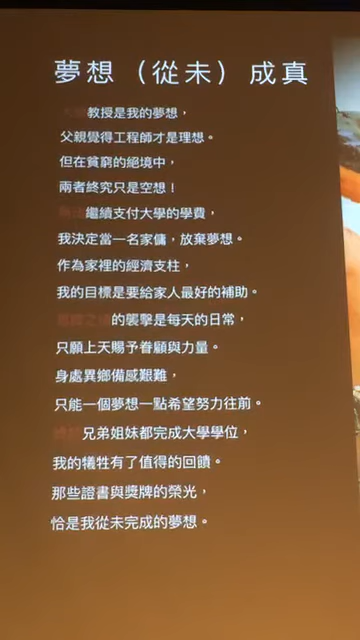 夢想（從未）成真
教授是我的夢想，
父親覺得工程師才是理想。
但在貧窮的絕境中，
兩者終究只是空想！
繼續支付大學的學費，
我決定當一名家傭，放棄夢想。
作為家裡的經濟支柱，
我的目標是要給家人最好的補助。
的襲擊是每天的日常，
只願上天賜予眷顧與力量。
身處異鄉備感艱難，
只能一個夢想一點希望努力往前。
兄弟姐妹都完成大學學位，
我的犧牲有了值得的回饋。
那些證書與獎牌的榮光，
恰是我從未完成的夢想。